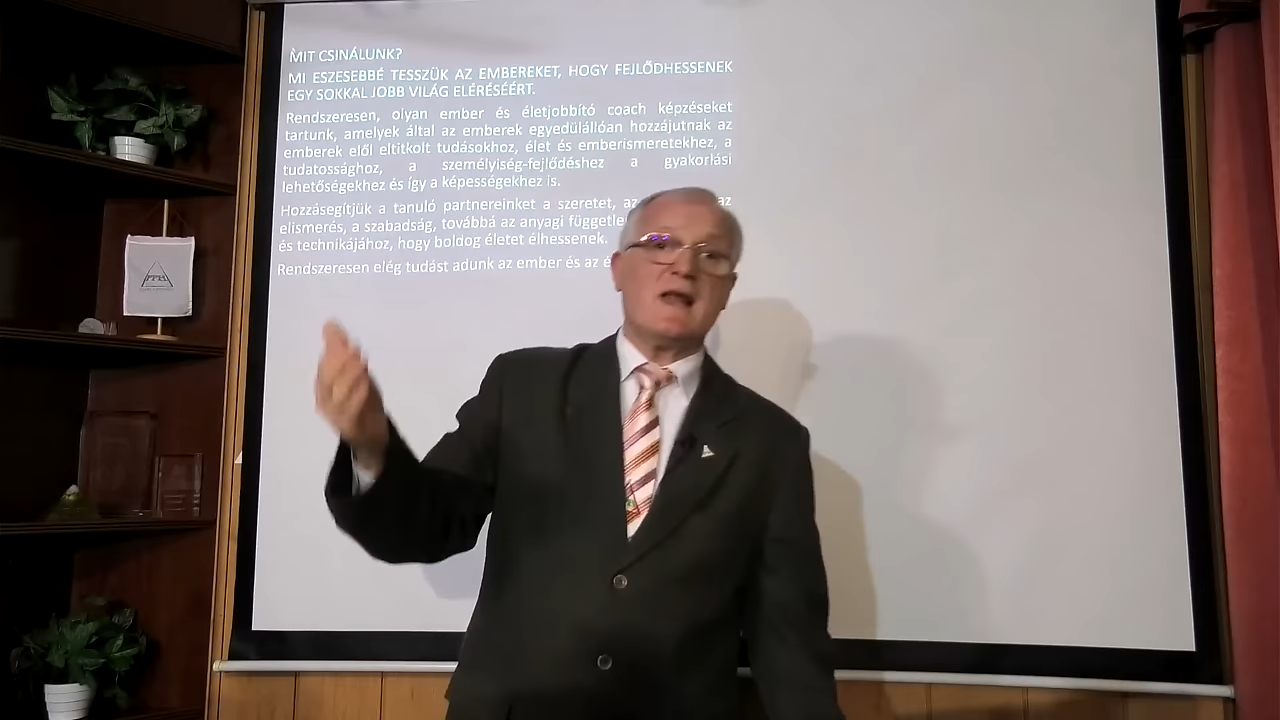 MIT CSINÁLUNK?
MI ESZESEBBÉ TESSZÜK AZ EMBEREKET, HOGY FEJLŐDHESSENEK
EGY SOKKAL JOBB VILÁG ELÉRÉSÉÉRT.
Rendszeresen, olyan ember és életjobbító coach képzéseket
tartunk, amelyek által az emberek egyedülállóan hozzájutnak az
emberek elől eltitkolt tudásokhoz, élet és emberismeretekhez, a
tudatossághoz, a személyiség-fejlődéshez a gyakorlási
lehetőségekhez és így a képességekhez is.
Hozzásegítjük a tanuló partnereinket a szeretet, az az
elismerés, a szabadság, továbbá az anyagi függetle
és technikájához, hogy boldog életet élhessenek.
Rendszeresen elég tudást adunk az ember és az é